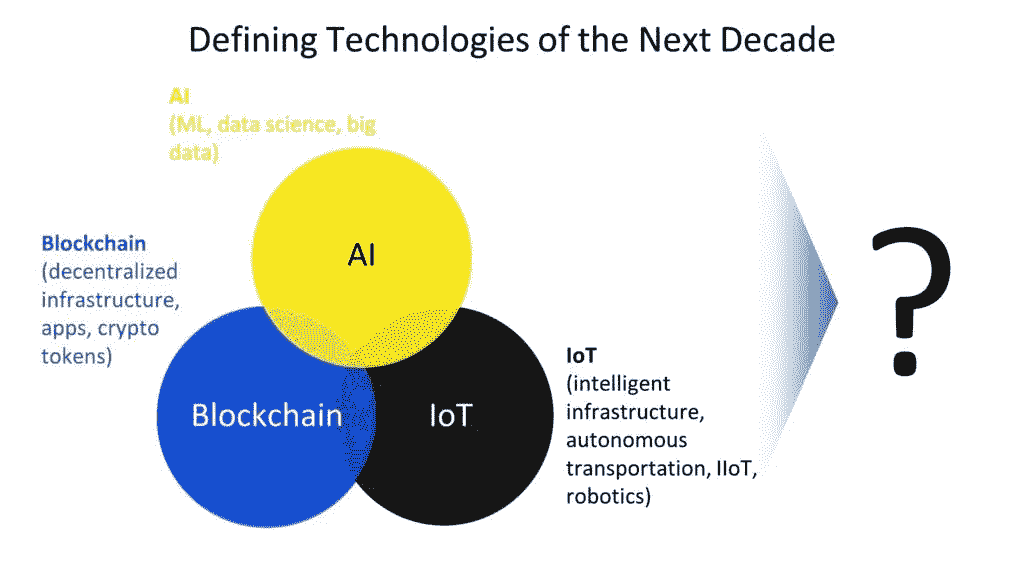 Defining Technologies of the Next Decade
AI
(ML, data science, big
data)
AI
Blockchain
(decentralized
infrastructure,
apps, crypto
tokens)
Blockchain
IoT
IoT
(intelligent
infrastructure,
autonomous
transportation, IIoT,
robotics)
?